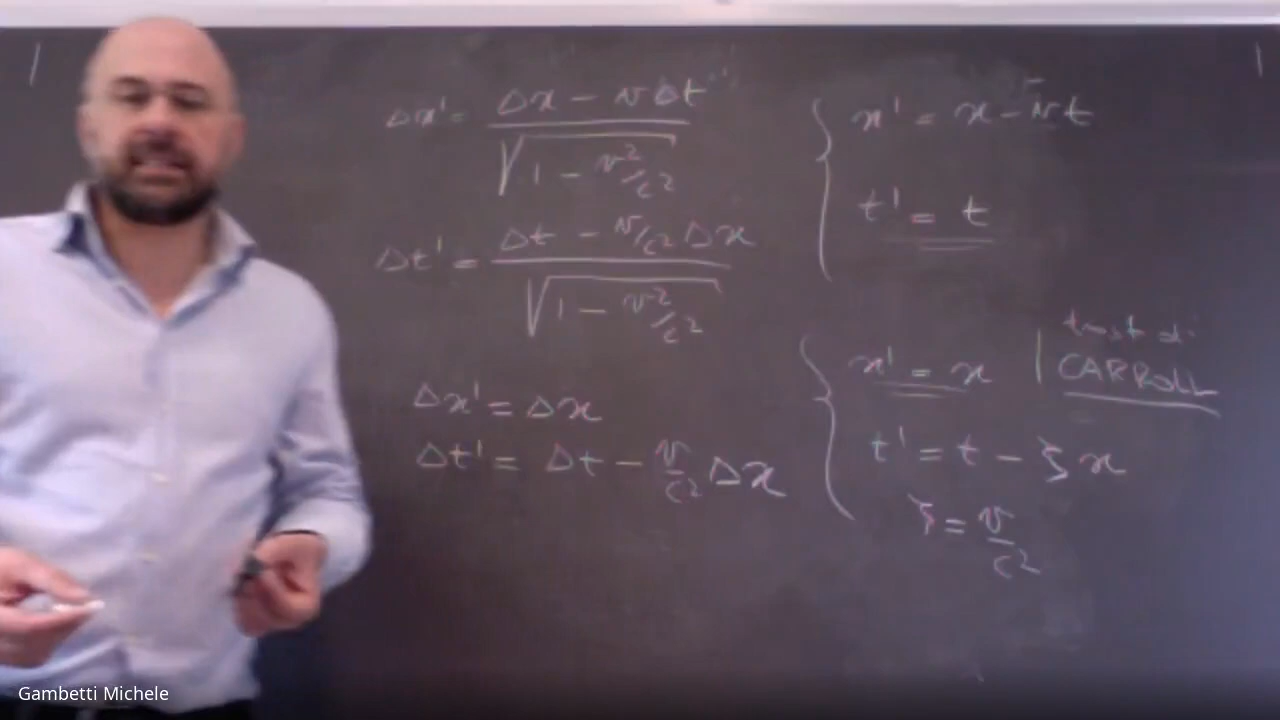 Δx' = (Δx - vΔt) / √(1 - v²/c²)
Δt' = (Δt - v/c² Δx) / √(1 - v²/c²)
Δx' = Δx
Δt' = Δt - v/c² Δx
{ x' = x - vt
t' = t
{ x' = x
CARROLL
t' = t - ζx
ζ = v/c²
Gambetti Michele